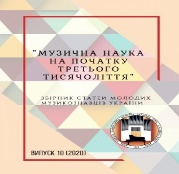 "МУЗИЧНА НАУКА
НА ПОЧАТКУ
ТРЕТЬОГО
ТИСЯЧОЛІТТЯ"
ЗБІРНИК СТАТЕЙ МОЛОДИХ
МУЗИКОЗНАВЦІВ УКРАЇНИ
ВИПУСК 10 (2020)